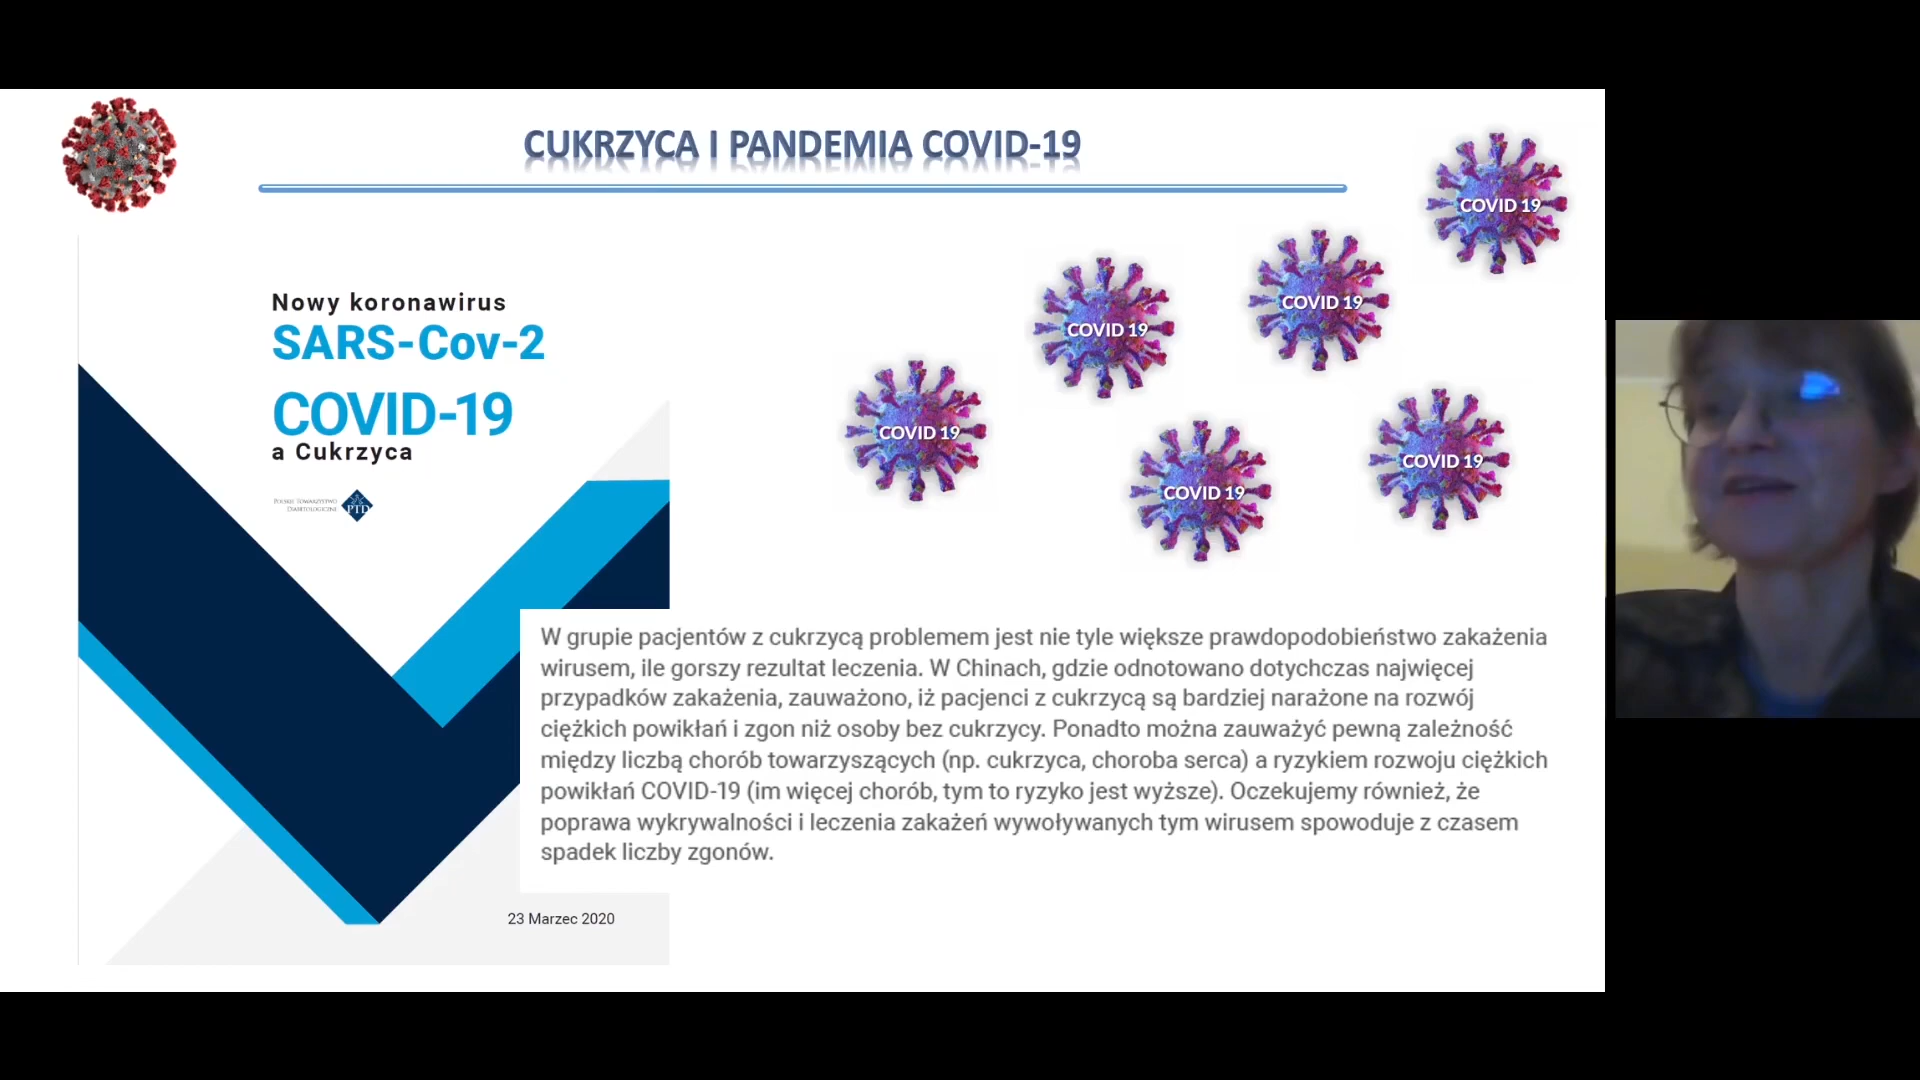 CUKRZYCA I PANDEMIA COVID-19
COVID 19
COVID 19
COVID 19
COVID 19
COVID 19
COVID 19
Nowy koronawirus
SARS-Cov-2
COVID-19
a Cukrzyca
POLSKIE TOWARZYSTWO
DIABETOLOGICZNE
PTD
W grupie pacjentów z cukrzycą problemem jest nie tyle większe prawdopodobieństwo zakażenia
wirusem, ile gorszy rezultat leczenia. W Chinach, gdzie odnotowano dotychczas najwięcej
przypadków zakażenia, zauważono, iż pacjenci z cukrzycą są bardziej narażone na rozwój
ciężkich powikłań i zgon niż osoby bez cukrzycy. Ponadto można zauważyć pewną zależność
między liczbą chorób towarzyszących (np. cukrzyca, choroba serca) a ryzykiem rozwoju ciężkich
powikłań COVID-19 (im więcej chorób, tym to ryzyko jest wyższe). Oczekujemy również, że
poprawa wykrywalności i leczenia zakażeń wywoływanych tym wirusem spowoduje z czasem
spadek liczby zgonów.
23 Marzec 2020